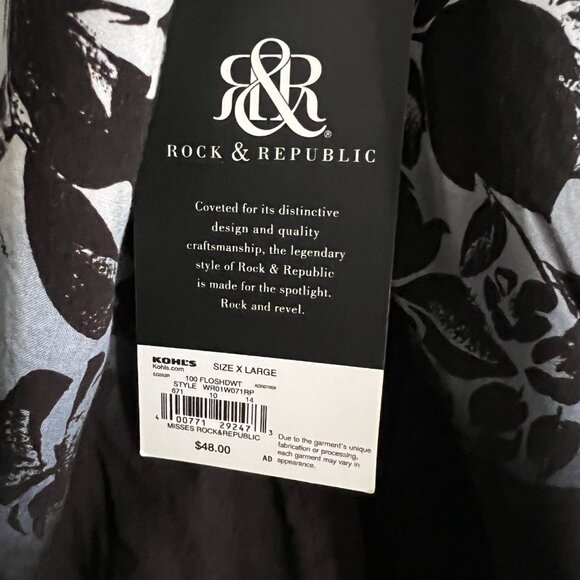 R&R®
ROCK & REPUBLIC
Coveted for its distinctive
design and quality
craftsmanship, the legendary
style of Rock & Republic
is made for the spotlight.
Rock and revel.
KOHL'S
Kohls.com
SIZE X LARGE
100 FLOSHDWT
STYLE WR01W071RP
671 10 14
4 00771 29247 3
MISSES ROCK&REPUBLIC
$48.00
Due to the garment's unique
fabrication or processing,
each garment may vary in
AD appearance.